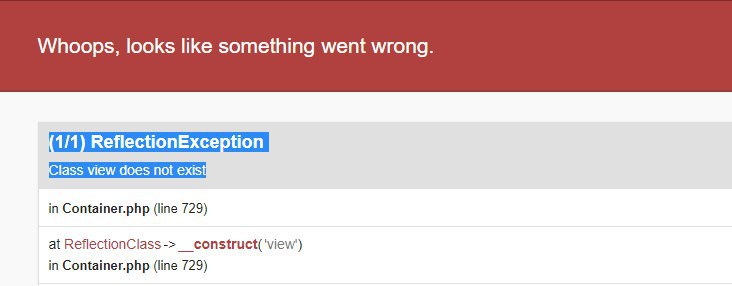 Whoops, looks like something went wrong.
(1/1) ReflectionException
Class view does not exist
in Container.php (line 729)
at ReflectionClass->__construct('view')
in Container.php (line 729)